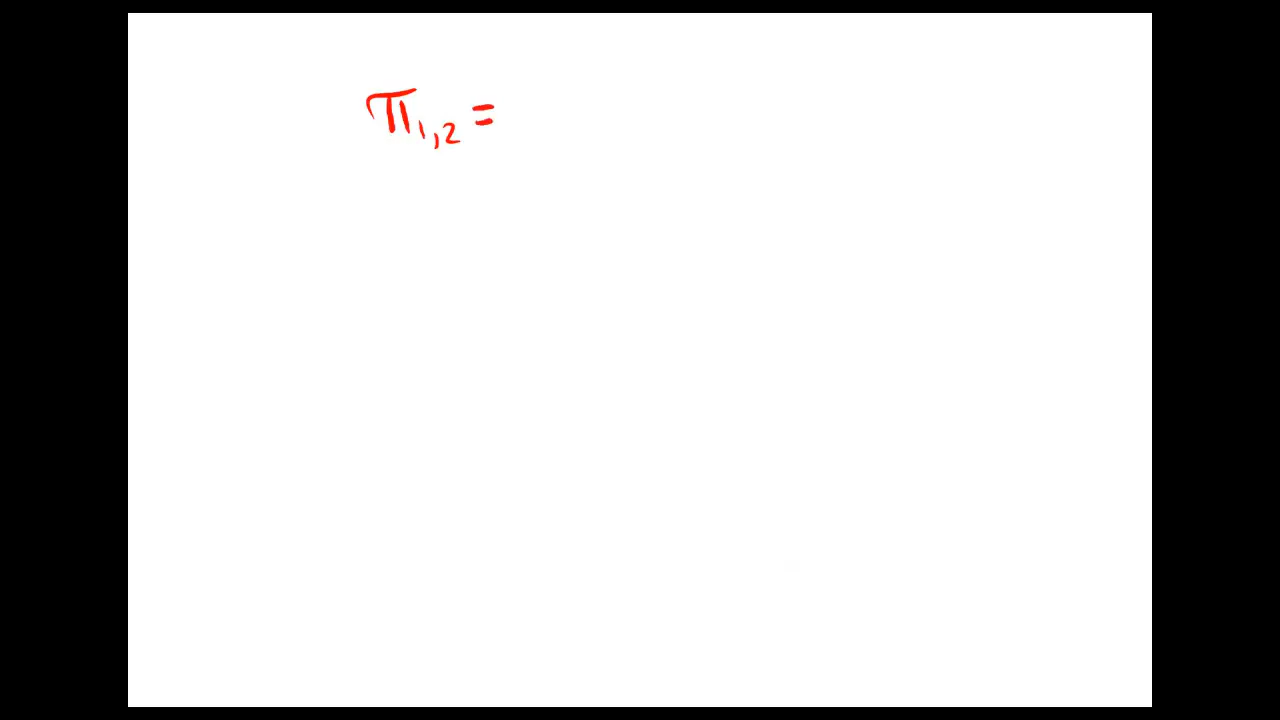 π₁,₂ =